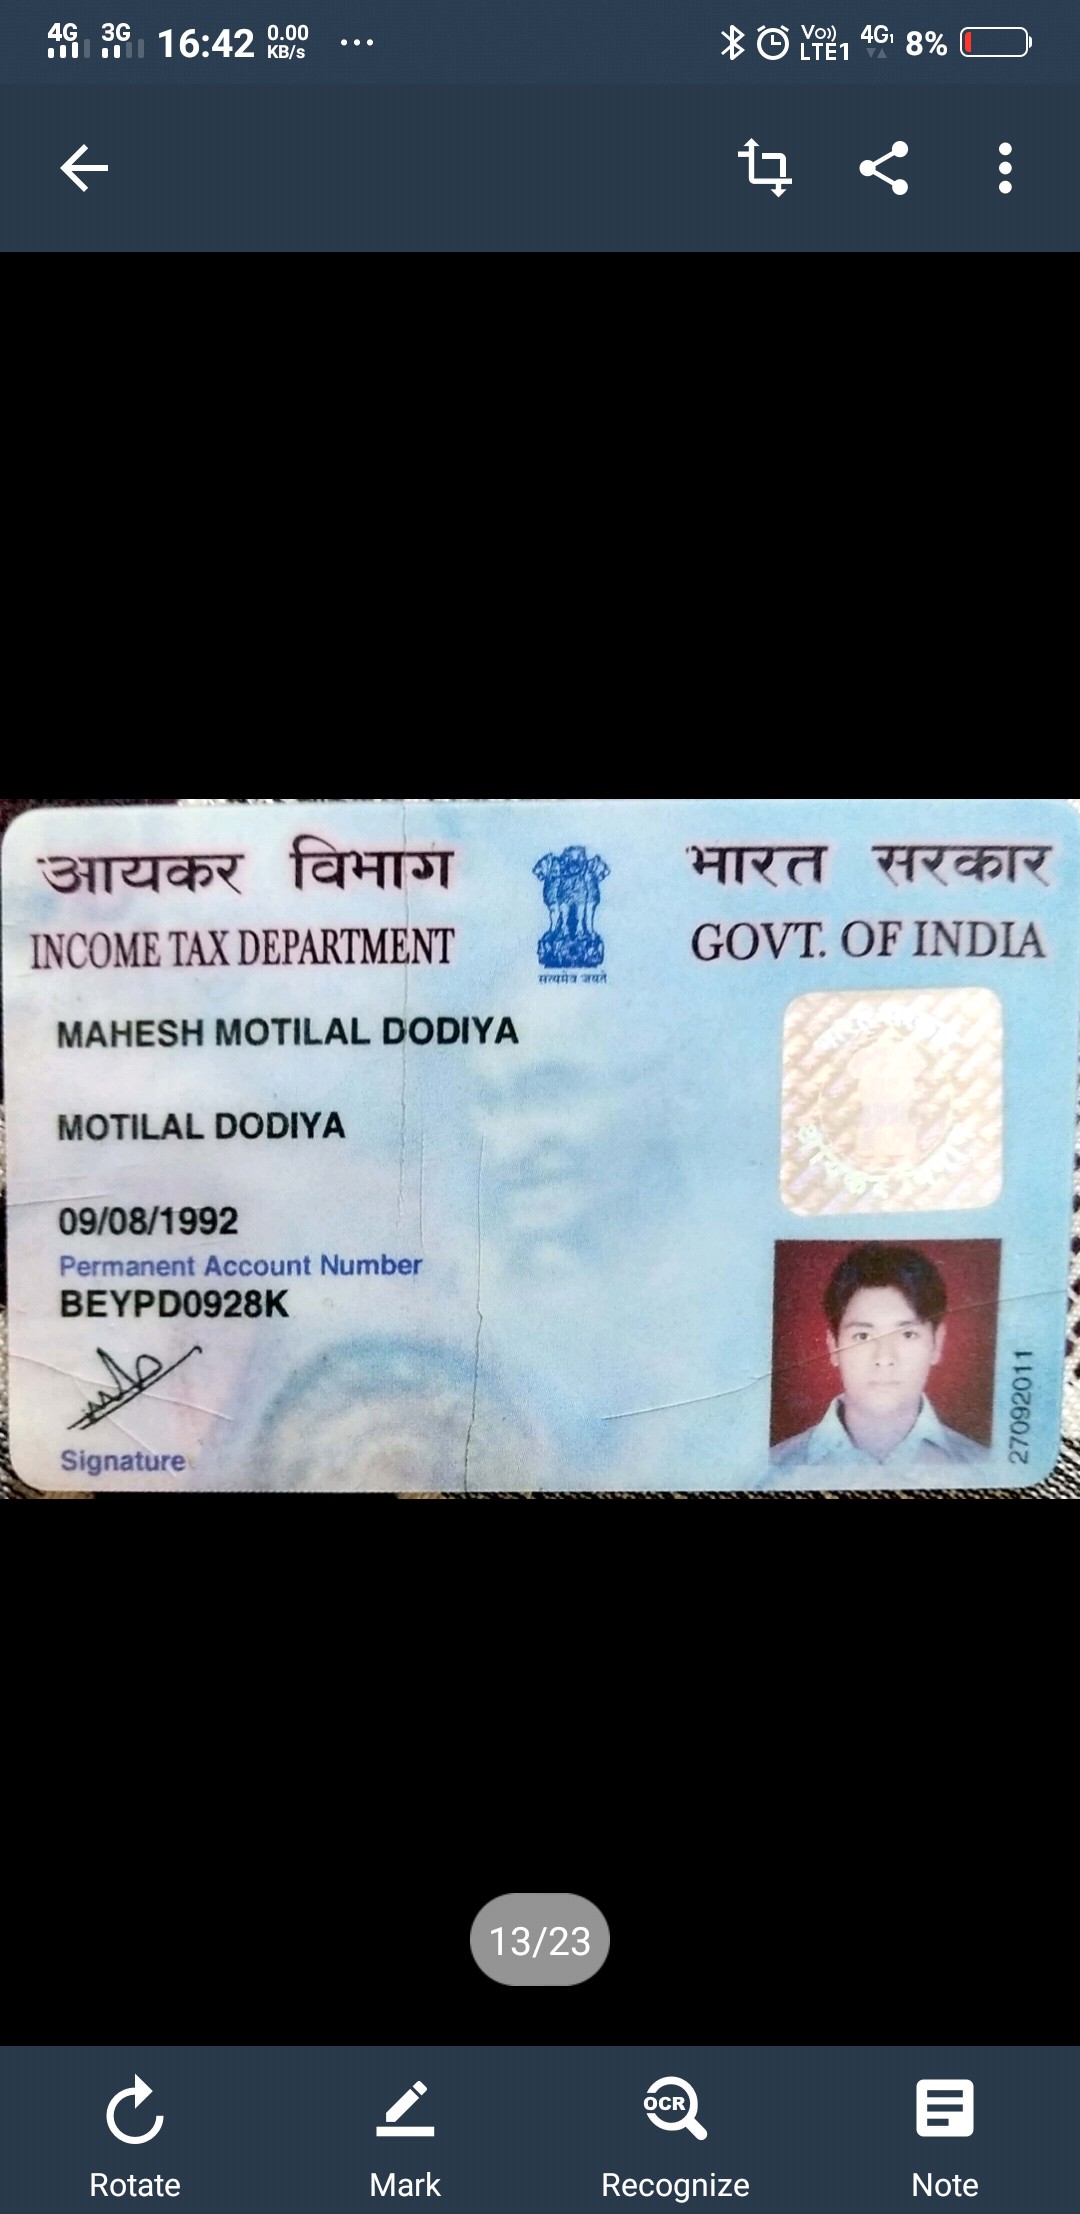 4G 3G 16:42 0.00 KB/s ... Vo)) LTE1 4G1 8%
आयकर विभाग
INCOME TAX DEPARTMENT
सत्यमेव जयते
भारत सरकार
GOVT. OF INDIA
MAHESH MOTILAL DODIYA
MOTILAL DODIYA
09/08/1992
Permanent Account Number
BEYPD0928K
Signature
27092011
13/23
Rotate
Mark
OCR
Recognize
Note